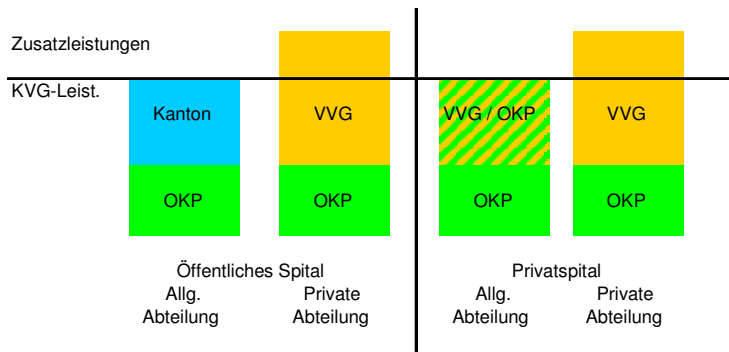 Zusatzleistungen
KVG-Leist.
Kanton
VVG
VVG / OKP
VVG
OKP
OKP
OKP
OKP
Öffentliches Spital
Privatspital
Allg.
Abteilung
Private
Abteilung
Allg.
Abteilung
Private
Abteilung